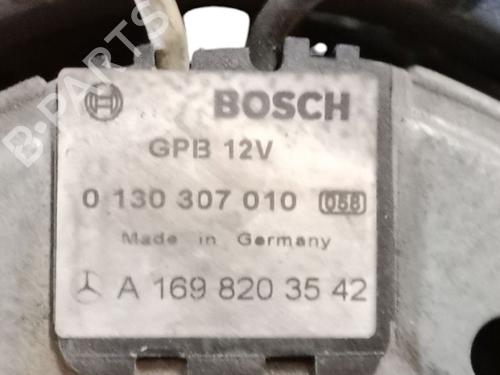 BOSCH
GPB 12V
0 130 307 010 058
Made in Germany
A 169 820 35 42
B-PARTS